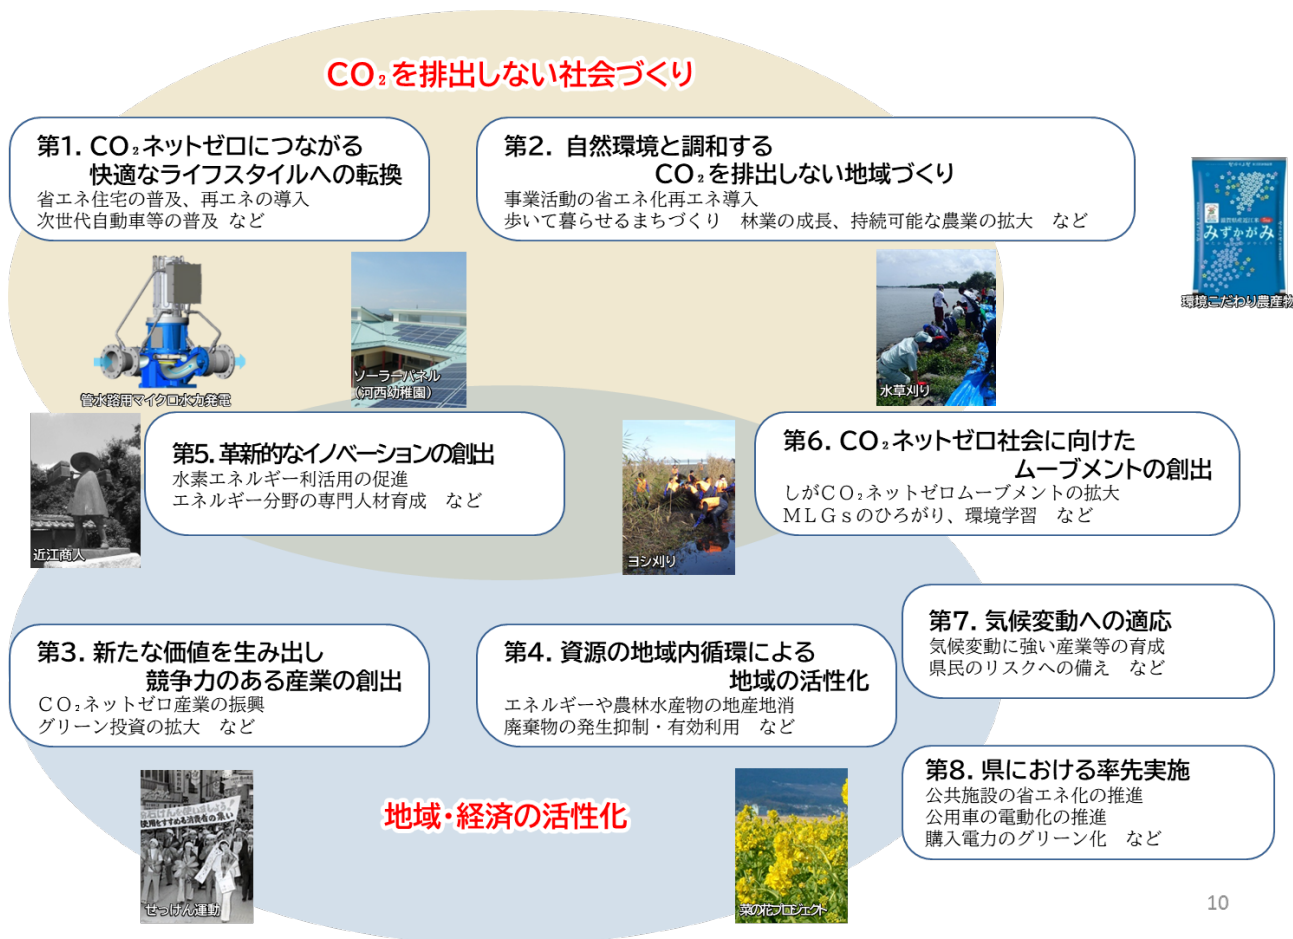 CO₂を排出しない社会づくり
第1. CO₂ネットゼロにつながる
快適なライフスタイルへの転換
省エネ住宅の普及、再エネの導入
次世代自動車等の普及 など
第2. 自然環境と調和する
CO₂を排出しない地域づくり
事業活動の省エネ化再エネ導入
歩いて暮らせるまちづくり　林業の成長、持続可能な農業の拡大　など
みずかがみ
環境こだわり農産物
管水路用マイクロ水力発電
ソーラーパネル
(河西幼稚園)
水草刈り
近江商人
第5. 革新的なイノベーションの創出
水素エネルギー利活用の促進
エネルギー分野の専門人材育成　など
ヨシ刈り
第6. CO₂ネットゼロ社会に向けた
ムーブメントの創出
しがCO₂ネットゼロムーブメントの拡大
MLGsのひろがり、環境学習　など
第3. 新たな価値を生み出し
競争力のある産業の創出
CO₂ネットゼロ産業の振興
グリーン投資の拡大　など
第4. 資源の地域内循環による
地域の活性化
エネルギーや農林水産物の地産地消
廃棄物の発生抑制・有効利用　など
第7. 気候変動への適応
気候変動に強い産業等の育成
県民のリスクへの備え　など
第8. 県における率先実施
公共施設の省エネ化の推進
公用車の電動化の推進
購入電力のグリーン化　など
地域・経済の活性化
使用をすすめる消費者の集い
せっけん運動
菜の花プロジェクト
10